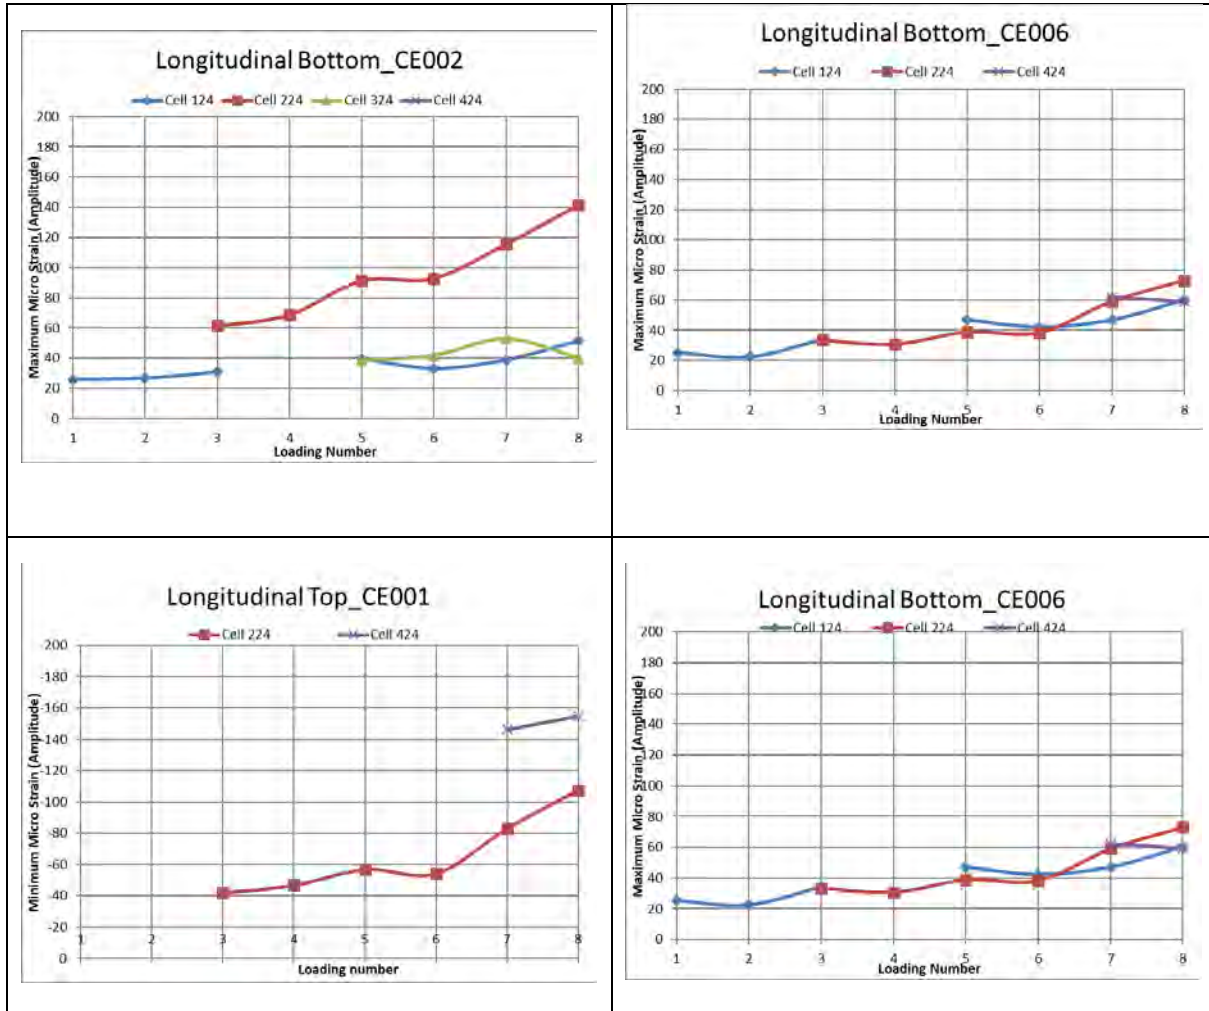 Longitudinal Bottom_CE002
Cell 124 Cell 224 Cell 324 Cell 424
Maximum Micro Strain (Amplitude)
200
180
160
140
120
100
80
60
40
20
0
1 2 3 4 5 6 7 8
Loading Number
Longitudinal Bottom_CE006
Cell 124 Cell 224 Cell 424
Maximum Micro Strain (Amplitude)
200
180
160
140
120
100
80
60
40
20
0
1 2 3 4 5 6 7 8
Loading Number
Longitudinal Top_CE001
Cell 224 Cell 424
Minimum Micro Strain (Amplitude)
-200
-180
-160
-140
-120
-100
-80
-60
-40
-20
0
1 2 3 4 5 6 7 8
Loading number
Longitudinal Bottom_CE006
Cell 124 Cell 224 Cell 424
Maximum Micro Strain (Amplitude)
200
180
160
140
120
100
80
60
40
20
0
1 2 3 4 5 6 7 8
Loading Number